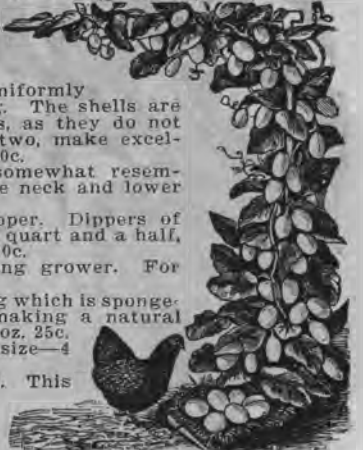 niformly
g. The shells are
s, as they do not
two, make excel-
0c.
somewhat resem-
e neck and lower
pper. Dippers of
quart and a half,
0c.
ng grower. For
g which is sponge-
making a natural
oz. 25c.
size—4
. This